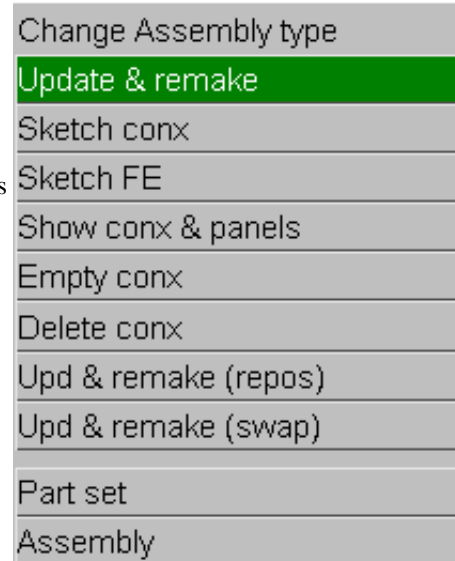 Change Assembly type
Update & remake
Sketch conx
s
Sketch FE
Show conx & panels
Empty conx
Delete conx
Upd & remake (repos)
Upd & remake (swap)
Part set
Assembly